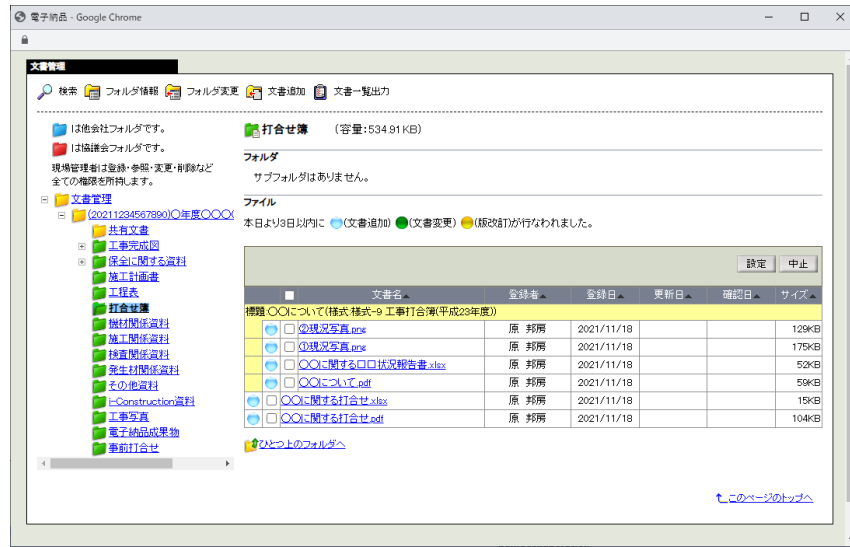 電子納品 - Google Chrome
文書管理
検索 フォルダ情報 フォルダ変更 文書追加 文書一覧出力
は他会社フォルダです。
は協議会フォルダです。
現場管理者は登録・参照・変更・削除など
全ての権限を所持します。
文書管理
(20211234567890)〇年度〇〇〇(
共有文書
工事完成図
保全に関する資料
施工計画書
工程表
打合せ簿
機材関係資料
施工関係資料
検査関係資料
発生材関係資料
その他資料
i-Construction資料
工事写真
電子納品成果物
事前打合せ
打合せ簿 (容量:534.91KB)
フォルダ
サブフォルダはありません。
ファイル
本日より3日以内に (文書追加) (文書変更) (版改訂)が行なわれました。
設定 中止
文書名▲ 登録者▲ 登録日▲ 更新日▲ 確認日▲ サイズ▲
標題:〇〇について(様式:様式-9 工事打合簿(平成23年度))
②現況写真.png 原 邦房 2021/11/18 129KB
①現況写真.png 原 邦房 2021/11/18 175KB
〇〇に関する口口状況報告書.xlsx 原 邦房 2021/11/18 52KB
〇〇について.pdf 原 邦房 2021/11/18 59KB
〇〇に関する打合せ.xlsx 原 邦房 2021/11/18 15KB
〇〇に関する打合せ.pdf 原 邦房 2021/11/18 104KB
ひとつ上のフォルダへ
このページのトップへ